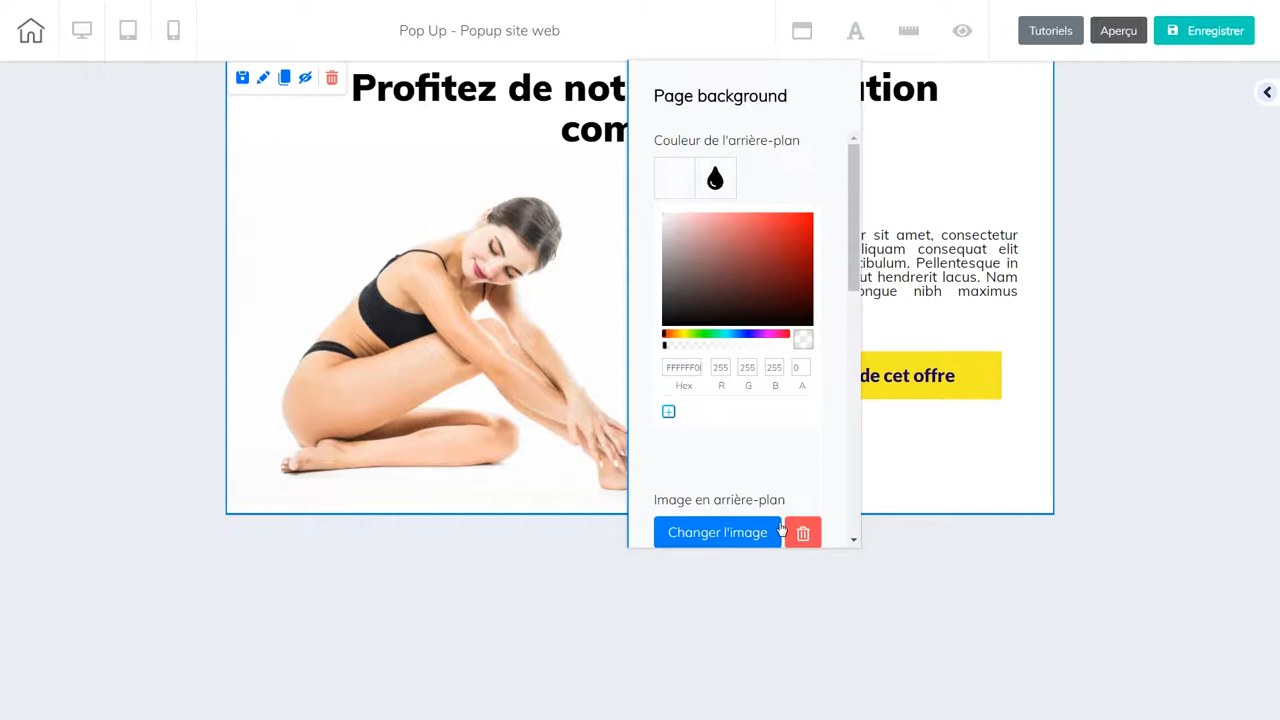 Pop Up - Popup site web
Tutoriels
Aperçu
Enregistrer
Profitez de not
ution
com
Page background
Couleur de l'arrière-plan
FFFFFF0(
255
255
255
0
Hex
R
G
B
A
Image en arrière-plan
Changer l'image
r sit amet, consectetur
liquam consequat elit
tibulum. Pellentesque in
ut hendrerit lacus. Nam
ongue nibh maximus
de cet offre